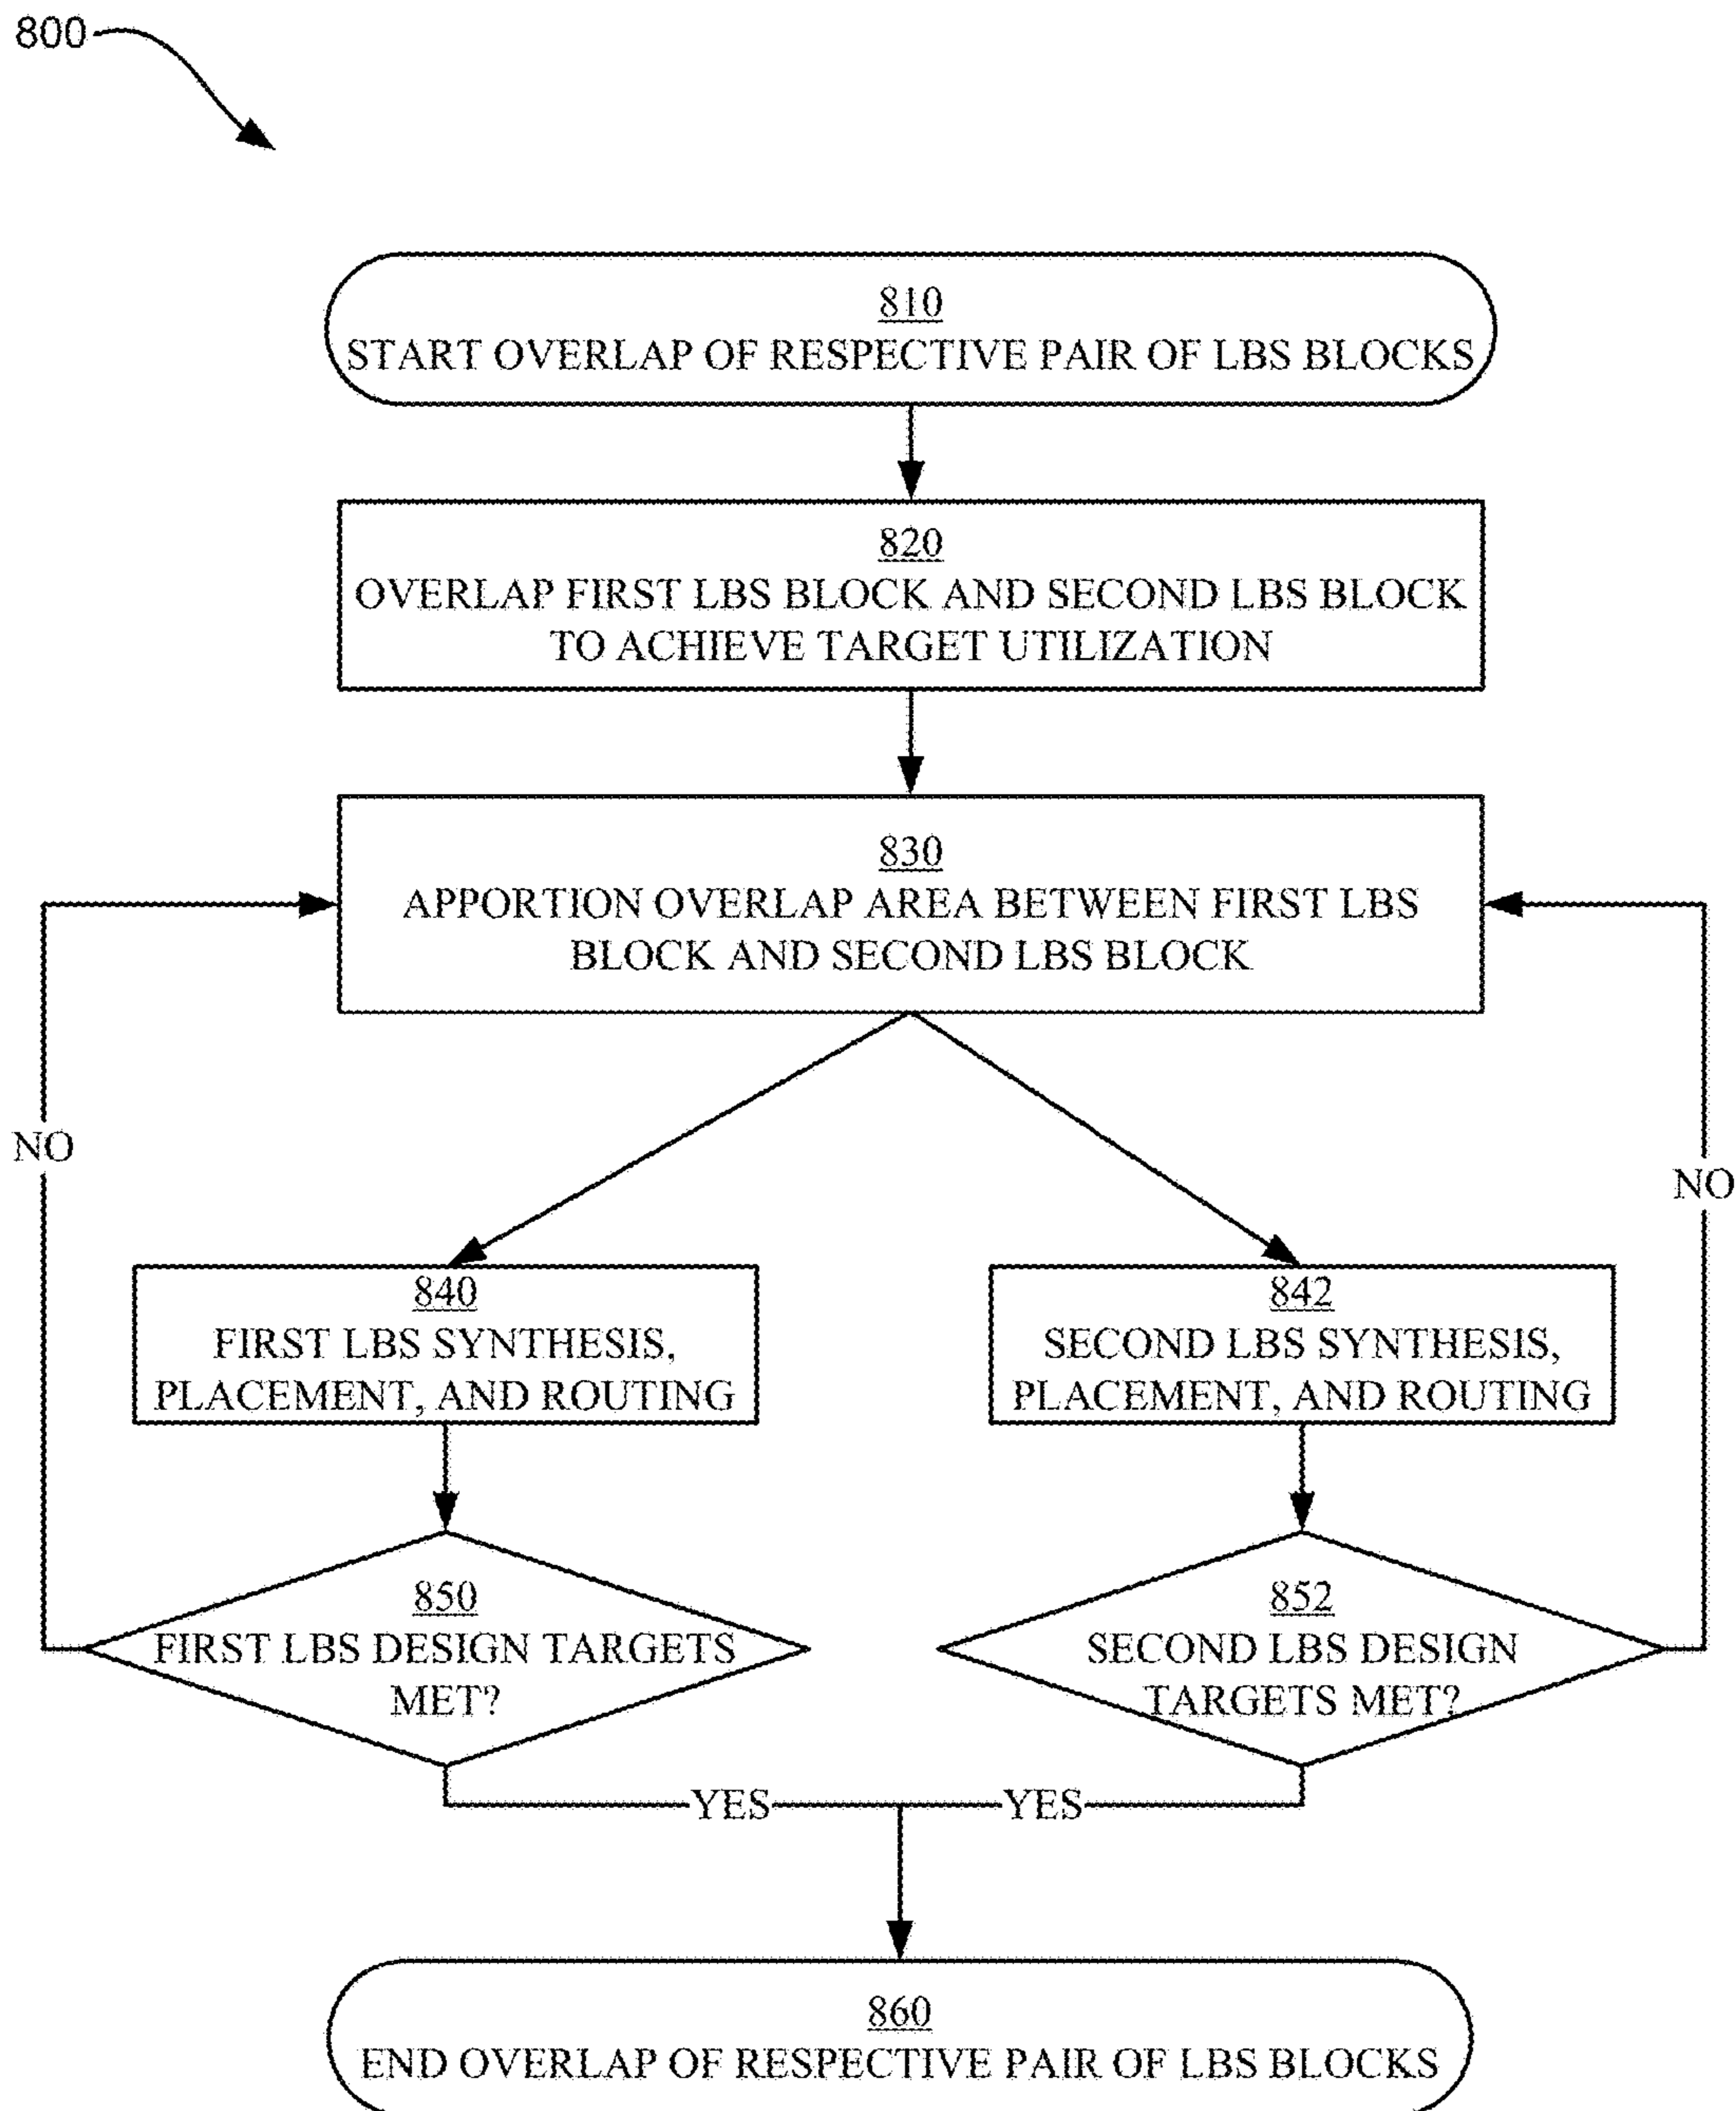 800
810
START OVERLAP OF RESPECTIVE PAIR OF LBS BLOCKS
820
OVERLAP FIRST LBS BLOCK AND SECOND LBS BLOCK
TO ACHIEVE TARGET UTILIZATION
830
APPORTION OVERLAP AREA BETWEEN FIRST LBS
BLOCK AND SECOND LBS BLOCK
NO
NO
840
FIRST LBS SYNTHESIS,
PLACEMENT, AND ROUTING
842
SECOND LBS SYNTHESIS,
PLACEMENT, AND ROUTING
850
FIRST LBS DESIGN TARGETS
MET?
852
SECOND LBS DESIGN
TARGETS MET?
YES
YES
860
END OVERLAP OF RESPECTIVE PAIR OF LBS BLOCKS